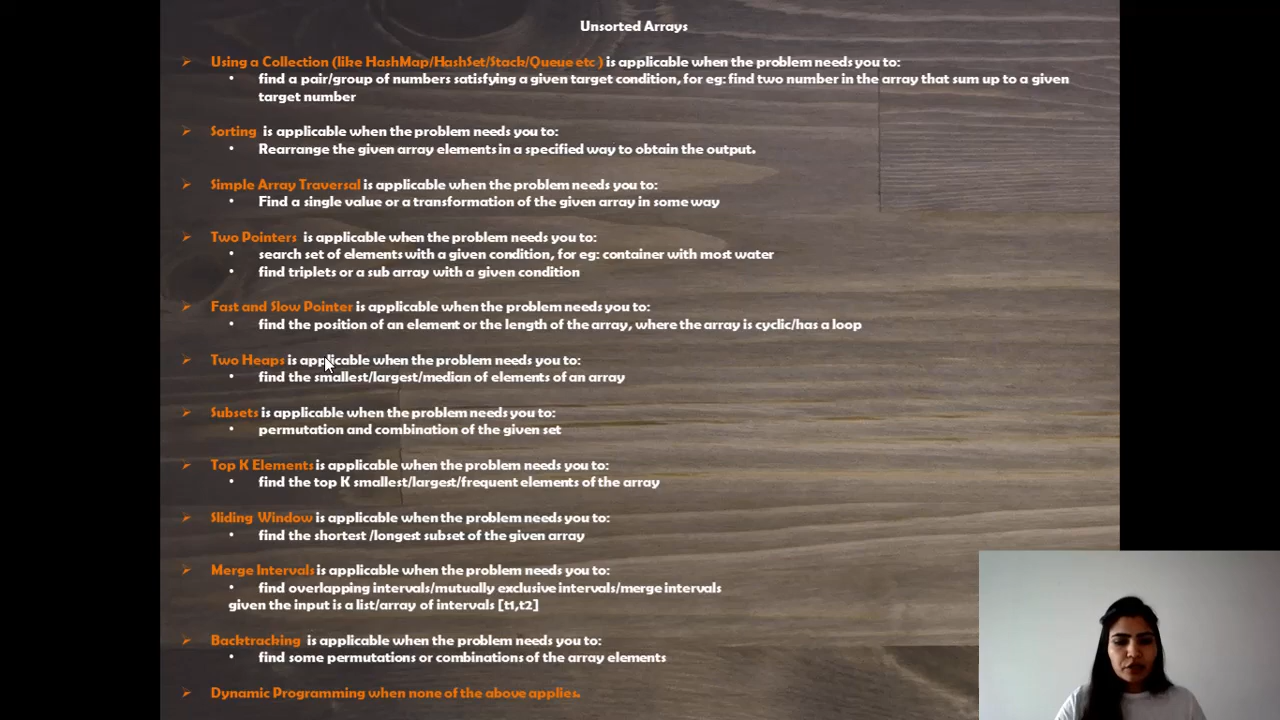 Unsorted Arrays
Using a Collection (like HashMap/HashSet/Stack/Queue etc ) is applicable when the problem needs you to:
find a pair/group of numbers satisfying a given target condition, for eg: find two number in the array that sum up to a given
target number
Sorting is applicable when the problem needs you to:
Rearrange the given array elements in a specified way to obtain the output.
Simple Array Traversal is applicable when the problem needs you to:
Find a single value or a transformation of the given array in some way
Two Pointers is applicable when the problem needs you to:
search set of elements with a given condition, for eg: container with most water
find triplets or a sub array with a given condition
Fast and Slow Pointer is applicable when the problem needs you to:
find the position of an element or the length of the array, where the array is cyclic/has a loop
Two Heaps is applicable when the problem needs you to:
find the smallest/largest/median of elements of an array
Subsets is applicable when the problem needs you to:
permutation and combination of the given set
Top K Elements is applicable when the problem needs you to:
find the top K smallest/largest/frequent elements of the array
Sliding Window is applicable when the problem needs you to:
find the shortest /longest subset of the given array
Merge Intervals is applicable when the problem needs you to:
find overlapping intervals/mutually exclusive intervals/merge intervals
given the input is a list/array of intervals [t1,t2]
Backtracking is applicable when the problem needs you to:
find some permutations or combinations of the array elements
Dynamic Programming when none of the above applies.